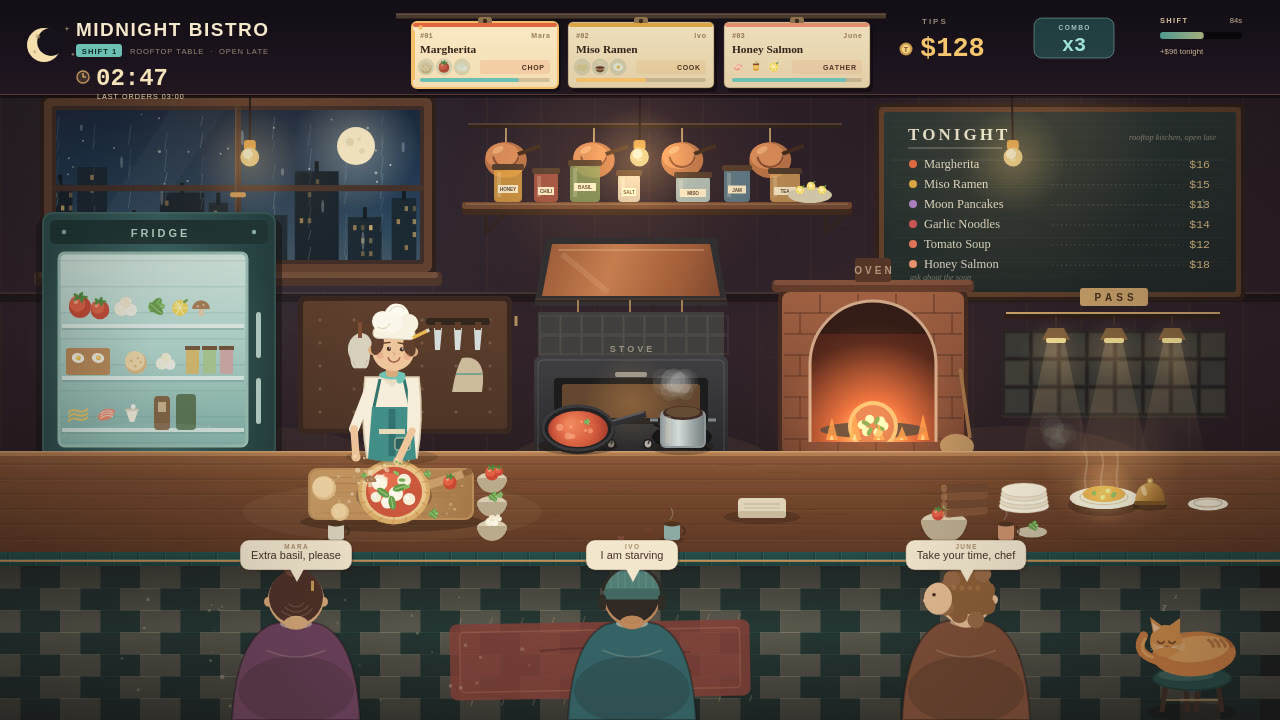 MIDNIGHT BISTRO
SHIFT 1 ROOFTOP TABLE · OPEN LATE
02:47
LAST ORDERS 03:00
#01 Mara
Margherita
CHOP
#02 Ivo
Miso Ramen
COOK
#03 June
Honey Salmon
GATHER
TIPS
T $128
COMBO
x3
SHIFT 84s
+$96 tonight
FRIDGE
HONEY
CHILI
BASIL
SALT
MISO
JAM
TEA
STOVE
OVEN
TONIGHT
rooftop kitchen, open late
Margherita $16
Miso Ramen $15
Moon Pancakes $13
Garlic Noodles $14
Tomato Soup $12
Honey Salmon $18
ask about the soup
PASS
MARA
Extra basil, please
IVO
I am starving
JUNE
Take your time, chef
z
z